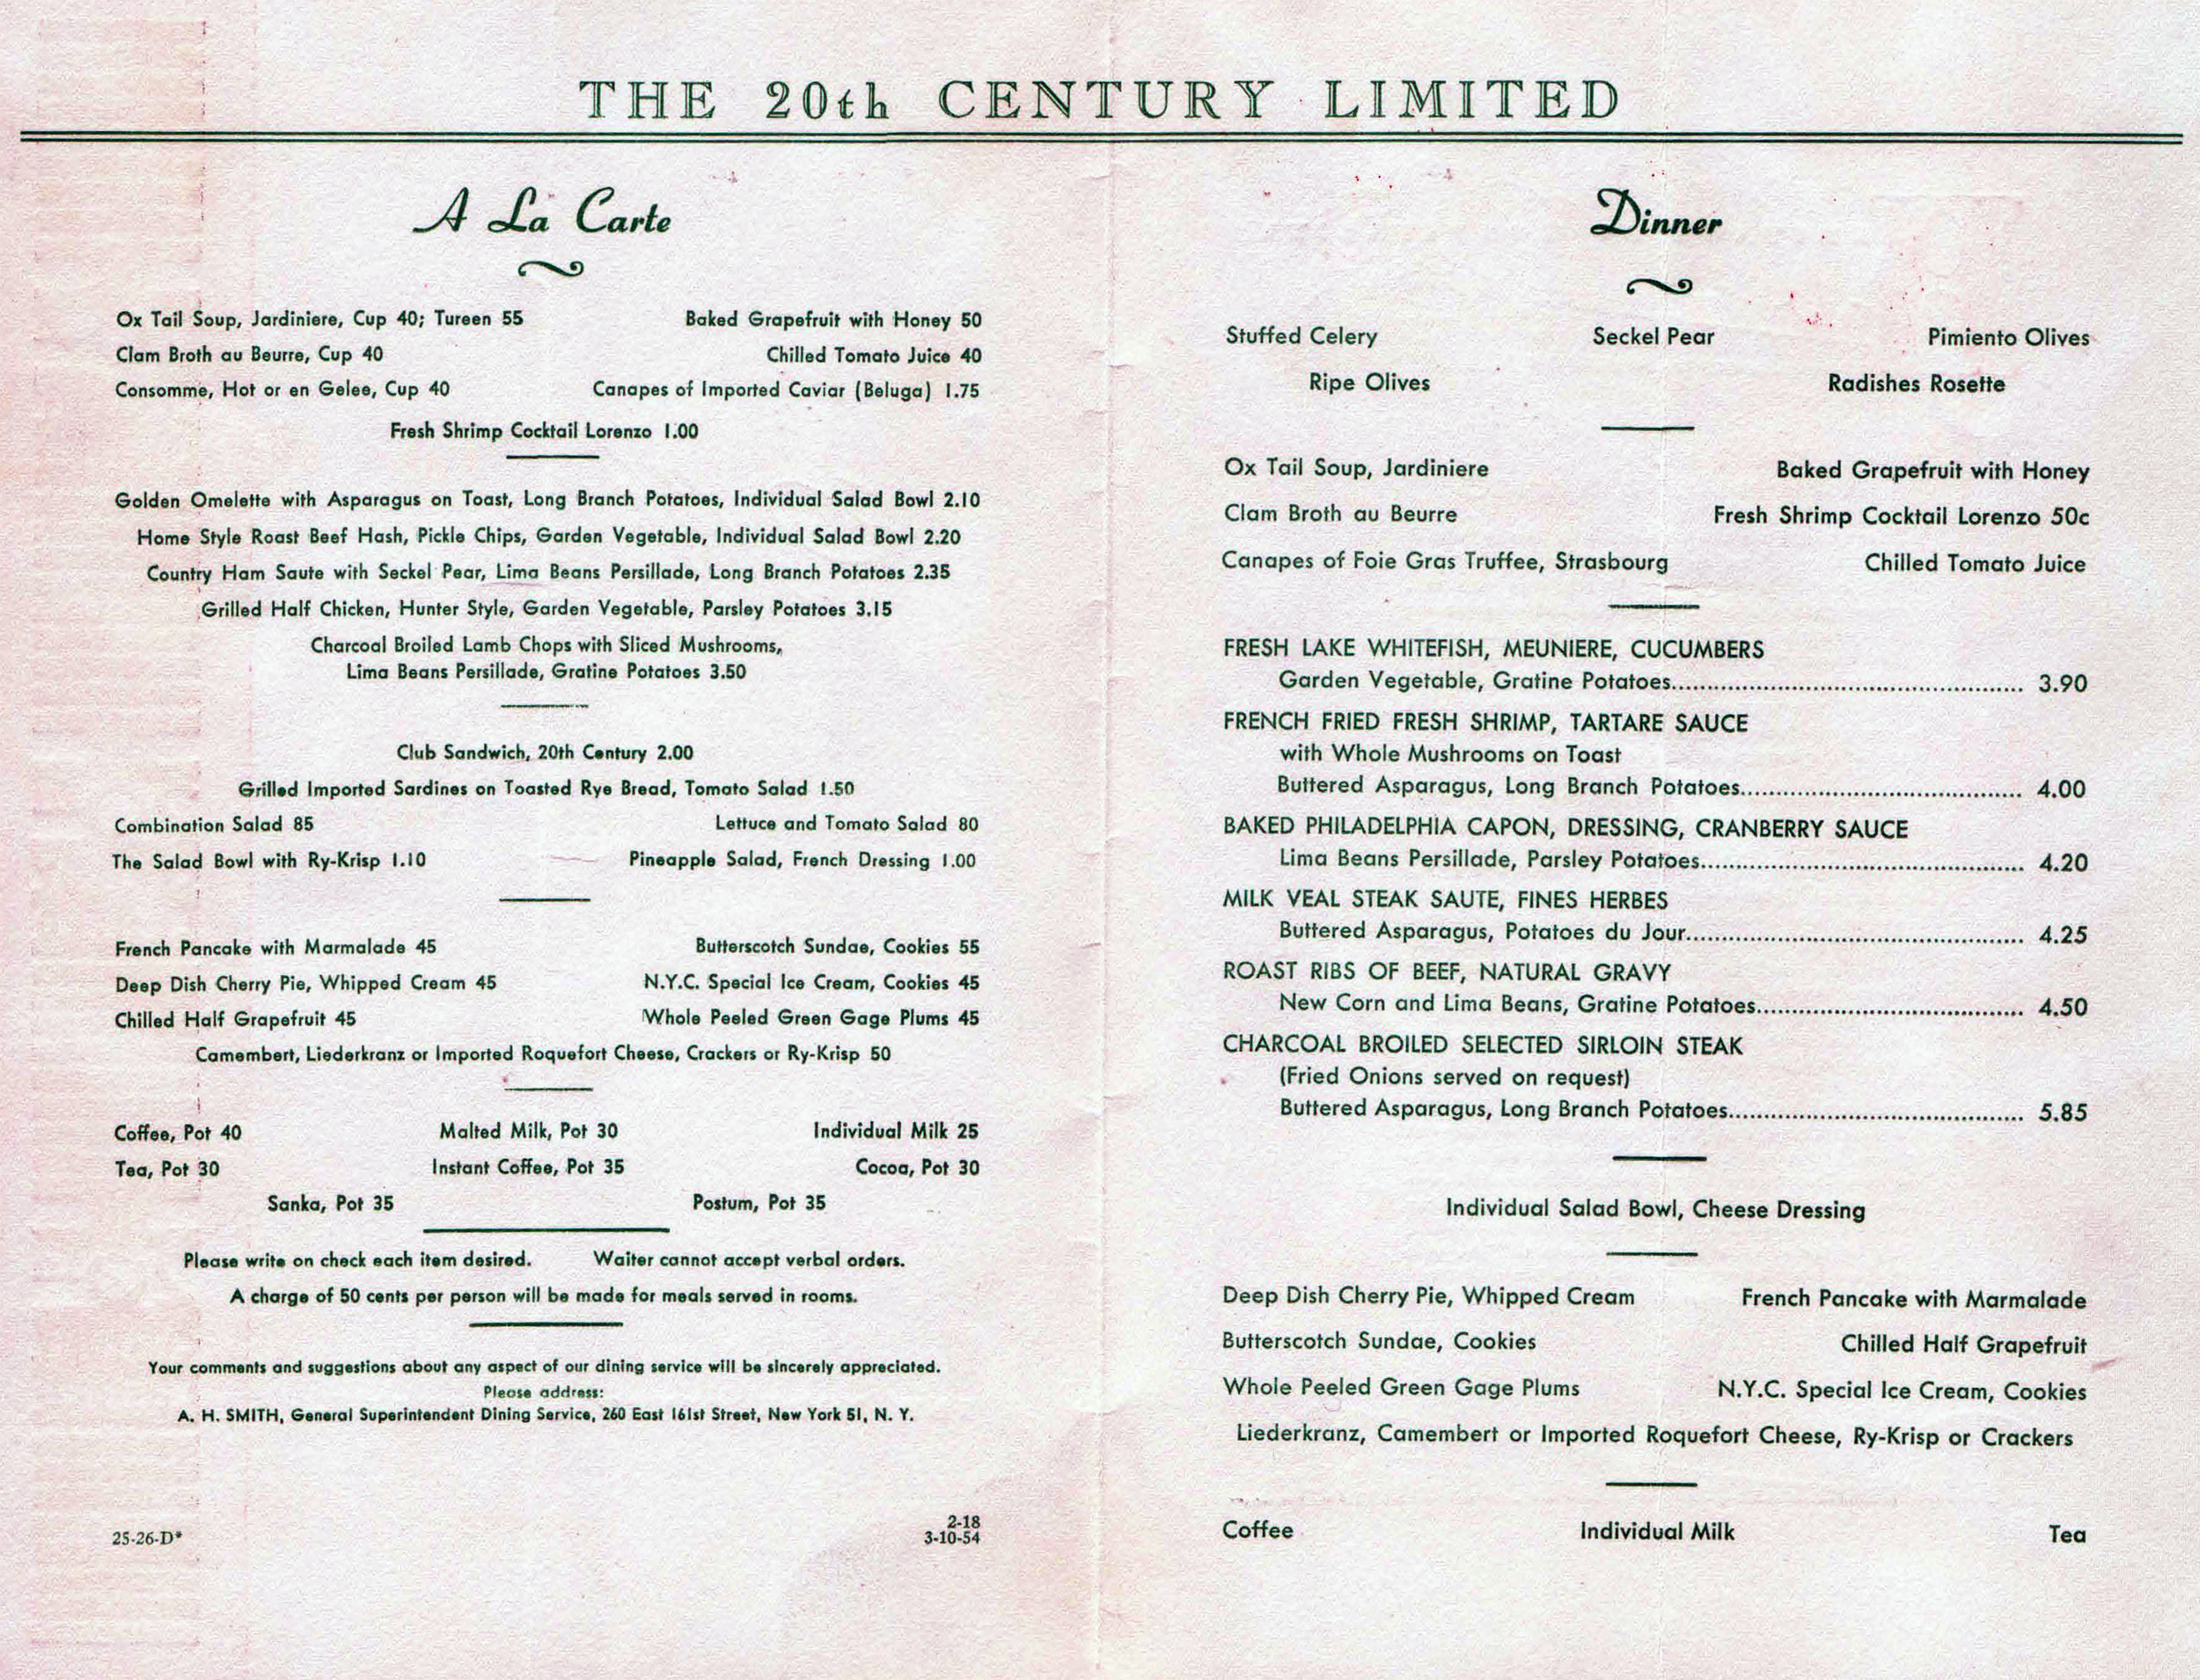 THE 20th CENTURY LIMITED
A La Carte
Ox Tail Soup, Jardiniere, Cup 40; Tureen 55
Baked Grapefruit with Honey 50
Clam Broth au Beurre, Cup 40
Chilled Tomato Juice 40
Consomme, Hot or en Gelee, Cup 40
Canapes of Imported Caviar (Beluga) 1.75
Fresh Shrimp Cocktail Lorenzo 1.00
Golden Omelette with Asparagus on Toast, Long Branch Potatoes, Individual Salad Bowl 2.10
Home Style Roast Beef Hash, Pickle Chips, Garden Vegetable, Individual Salad Bowl 2.20
Country Ham Saute with Seckel Pear, Lima Beans Persillade, Long Branch Potatoes 2.35
Grilled Half Chicken, Hunter Style, Garden Vegetable, Parsley Potatoes 3.15
Charcoal Broiled Lamb Chops with Sliced Mushrooms,
Lima Beans Persillade, Gratine Potatoes 3.50
Club Sandwich, 20th Century 2.00
Grilled Imported Sardines on Toasted Rye Bread, Tomato Salad 1.50
Combination Salad 85
Lettuce and Tomato Salad 80
The Salad Bowl with Ry-Krisp 1.10
Pineapple Salad, French Dressing 1.00
French Pancake with Marmalade 45
Butterscotch Sundae, Cookies 55
Deep Dish Cherry Pie, Whipped Cream 45
N.Y.C. Special Ice Cream, Cookies 45
Chilled Half Grapefruit 45
Whole Peeled Green Gage Plums 45
Camembert, Liederkranz or Imported Roquefort Cheese, Crackers or Ry-Krisp 50
Coffee, Pot 40
Malted Milk, Pot 30
Individual Milk 25
Tea, Pot 30
Instant Coffee, Pot 35
Cocoa, Pot 30
Sanka, Pot 35
Postum, Pot 35
Please write on check each item desired. Waiter cannot accept verbal orders.
A charge of 50 cents per person will be made for meals served in rooms.
Your comments and suggestions about any aspect of our dining service will be sincerely appreciated.
Please address:
A. H. SMITH, General Superintendent Dining Service, 260 East 161st Street, New York 51, N. Y.
25-26-D*
2-18
3-10-54
Dinner
Stuffed Celery
Seckel Pear
Pimiento Olives
Ripe Olives
Radishes Rosette
Ox Tail Soup, Jardiniere
Baked Grapefruit with Honey
Clam Broth au Beurre
Fresh Shrimp Cocktail Lorenzo 50c
Canapes of Foie Gras Truffee, Strasbourg
Chilled Tomato Juice
FRESH LAKE WHITEFISH, MEUNIERE, CUCUMBERS
Garden Vegetable, Gratine Potatoes.................................................. 3.90
FRENCH FRIED FRESH SHRIMP, TARTARE SAUCE
with Whole Mushrooms on Toast
Buttered Asparagus, Long Branch Potatoes....................................... 4.00
BAKED PHILADELPHIA CAPON, DRESSING, CRANBERRY SAUCE
Lima Beans Persillade, Parsley Potatoes............................................. 4.20
MILK VEAL STEAK SAUTE, FINES HERBES
Buttered Asparagus, Potatoes du Jour............................................... 4.25
ROAST RIBS OF BEEF, NATURAL GRAVY
New Corn and Lima Beans, Gratine Potatoes..................................... 4.50
CHARCOAL BROILED SELECTED SIRLOIN STEAK
(Fried Onions served on request)
Buttered Asparagus, Long Branch Potatoes......................................... 5.85
Individual Salad Bowl, Cheese Dressing
Deep Dish Cherry Pie, Whipped Cream
French Pancake with Marmalade
Butterscotch Sundae, Cookies
Chilled Half Grapefruit
Whole Peeled Green Gage Plums
N.Y.C. Special Ice Cream, Cookies
Liederkranz, Camembert or Imported Roquefort Cheese, Ry-Krisp or Crackers
Coffee
Individual Milk
Tea